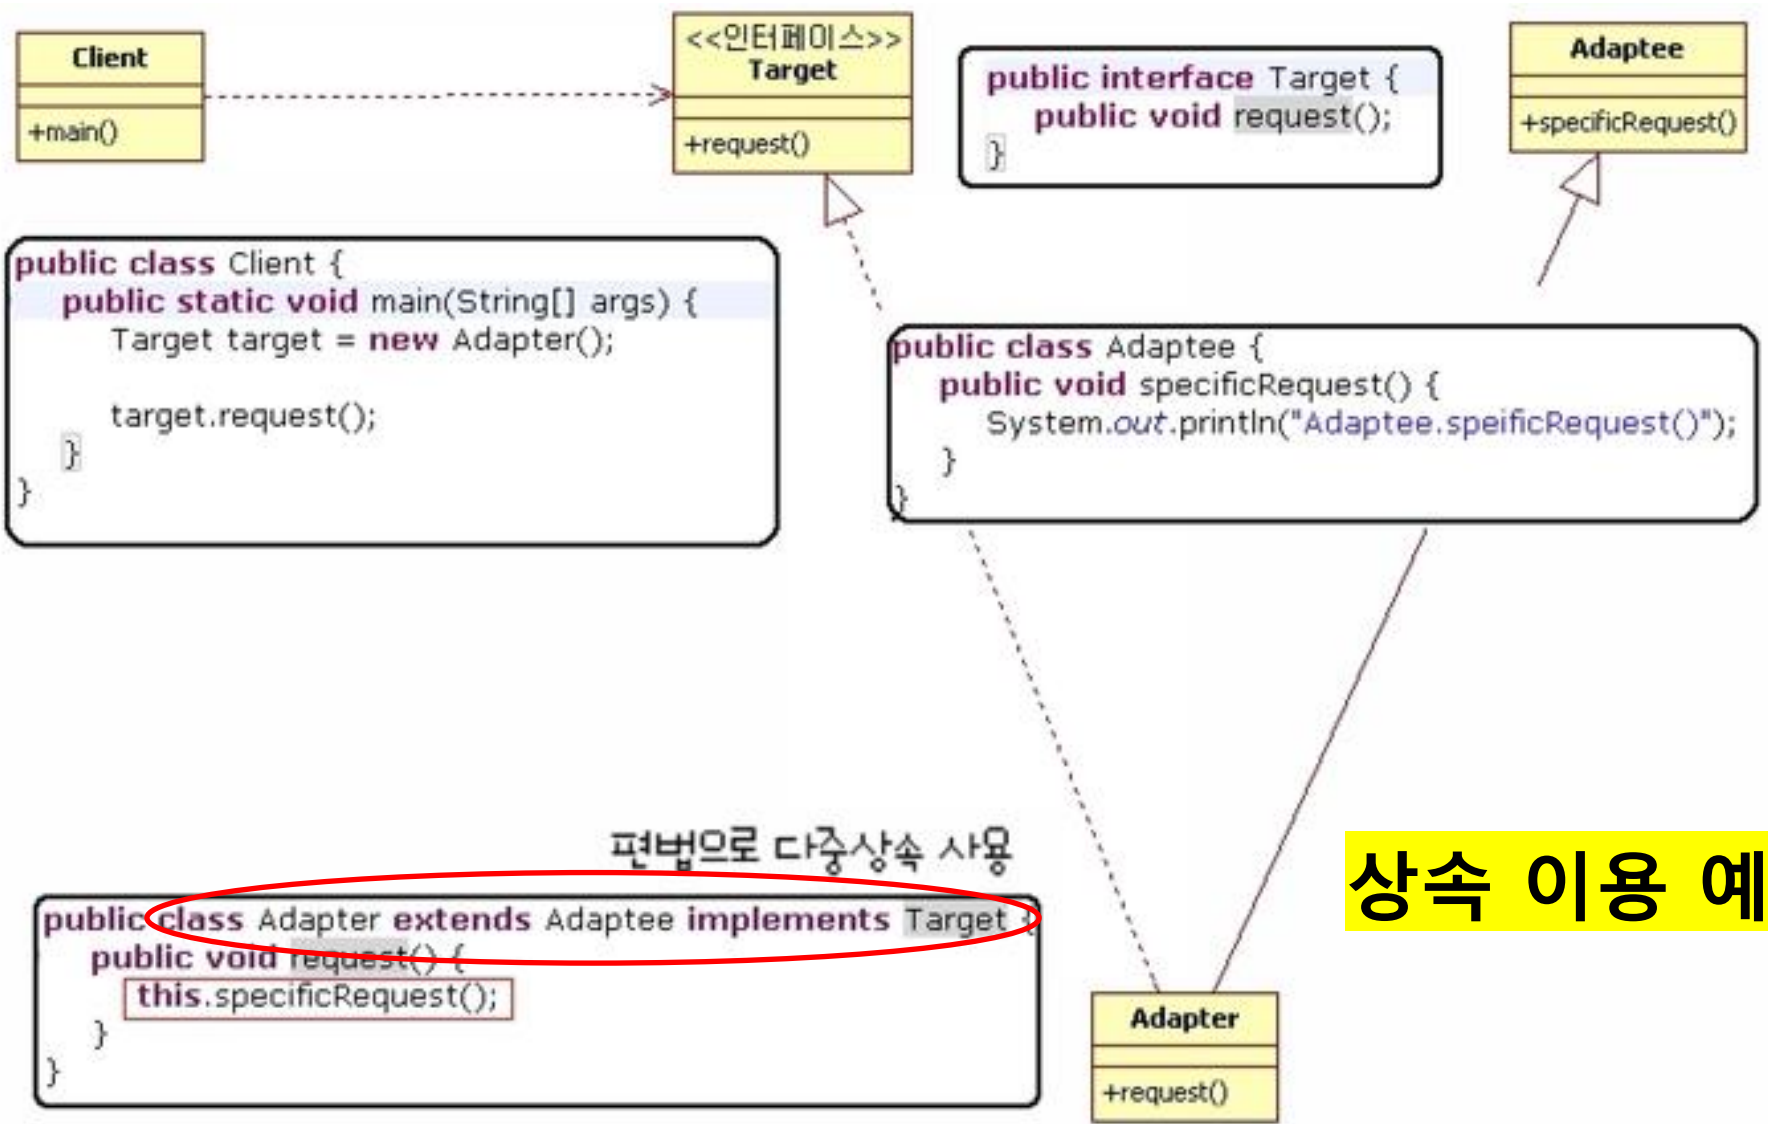 Client
+main()
<<인터페이스>>
Target
+request()
public interface Target {
public void request();
}
Adaptee
+specificRequest()
public class Client {
public static void main(String[] args) {
Target target = new Adapter();
target.request();
}
}
public class Adaptee {
public void specificRequest() {
System.out.println("Adaptee.speificRequest()");
}
}
편법으로 다중상속 사용
public class Adapter extends Adaptee implements Target {
public void request() {
this.specificRequest();
}
}
상속 이용 예
Adapter
+request()